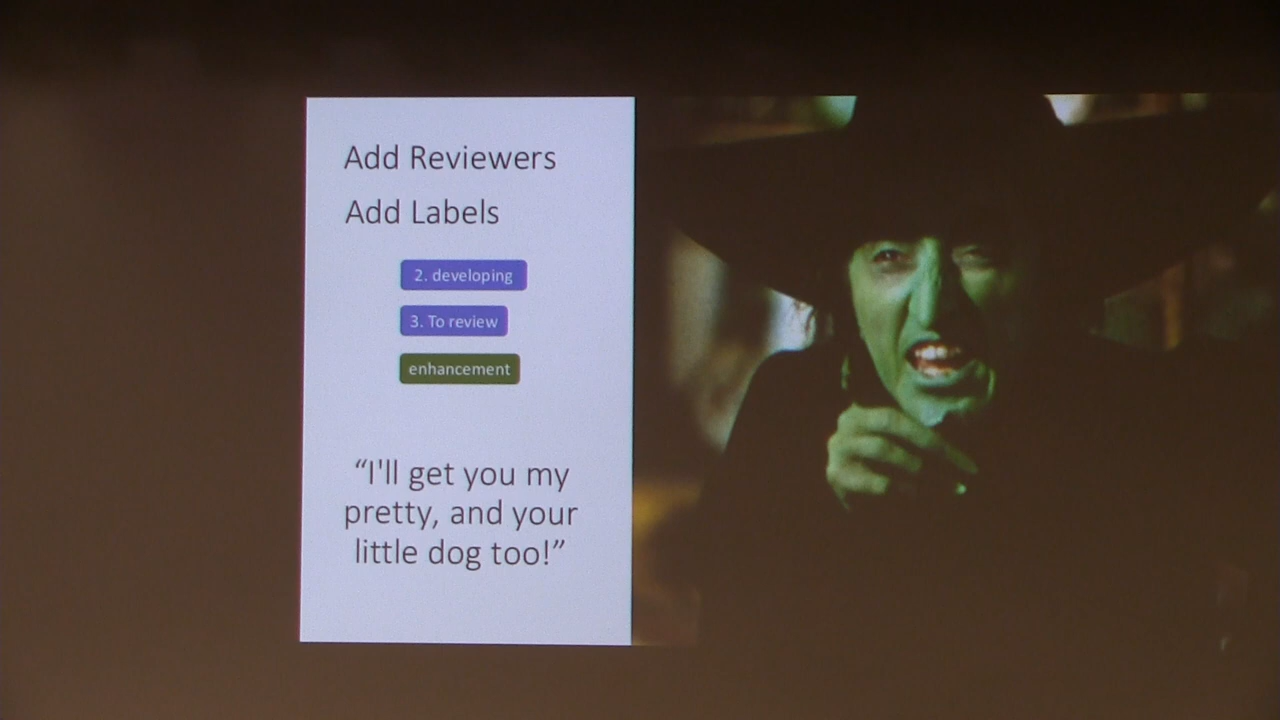 Add Reviewers
Add Labels
2. developing
3. To review
enhancement
“I'll get you my
pretty, and your
little dog too!”